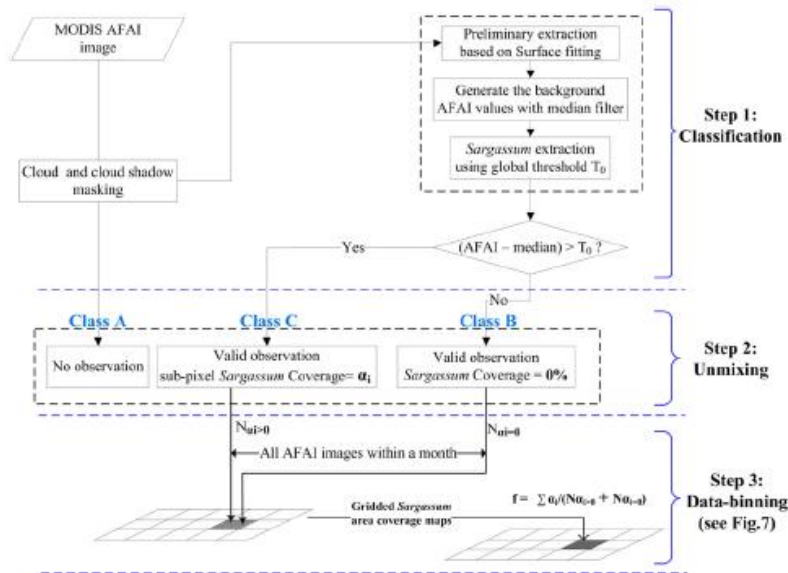 MODIS AFAI
image
Preliminary extraction
based on Surface fitting
Generate the background
AFAI values with median filter
Sargassum extraction
using global threshold T₀
Step 1:
Classification
Cloud and cloud shadow
masking
Yes
(AFAI – median) > T₀ ?
No
Class A
Class C
Class B
No observation
Valid observation
sub-pixel Sargassum Coverage= αᵢ
Valid observation
Sargassum Coverage = 0%
Step 2:
Unmixing
Nαi>0
Nαi=0
All AFAI images within a month
Gridded Sargassum
area coverage maps
f = ∑ αᵢ/(Nαᵢ₌₀ + Nαᵢ₌₀)
Step 3:
Data-binning
(see Fig.7)